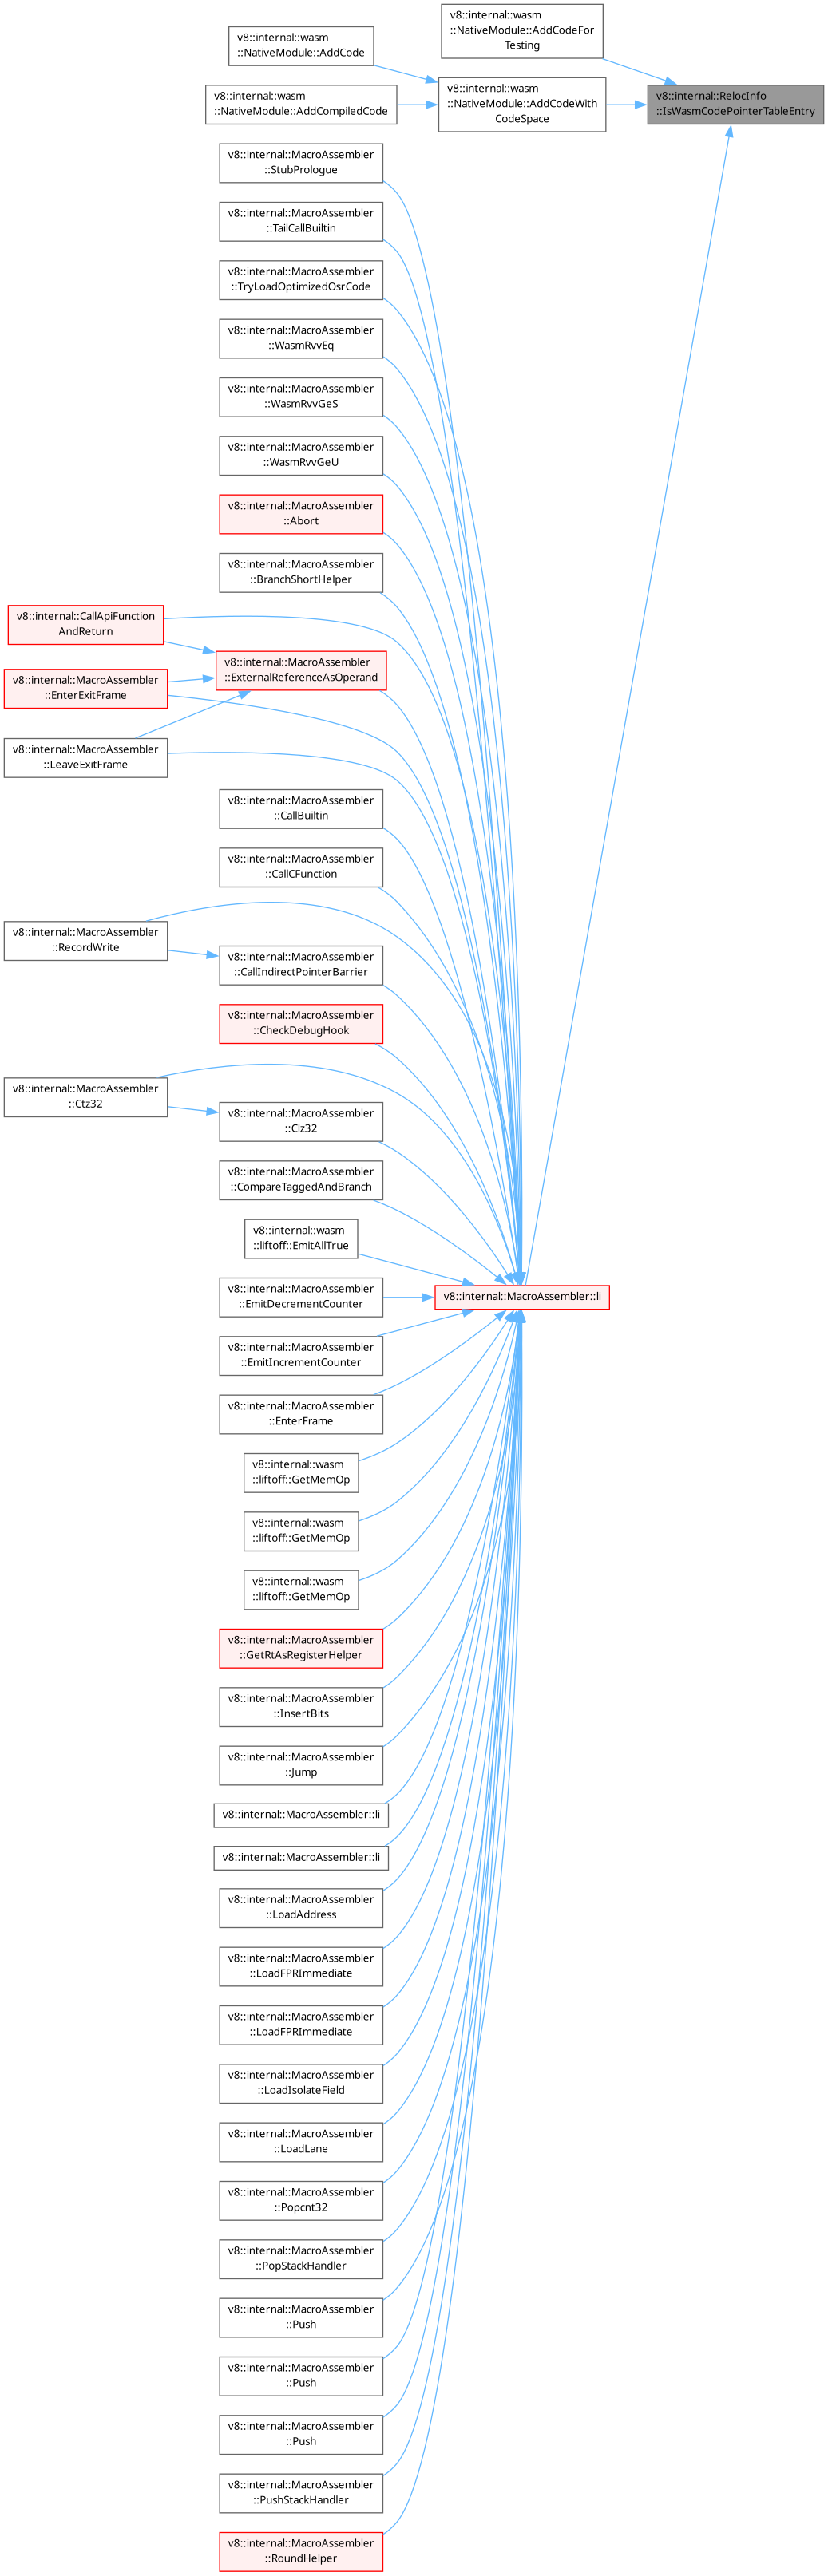 v8::internal::wasm
::NativeModule::AddCodeFor
Testing
v8::internal::wasm
::NativeModule::AddCode
v8::internal::wasm
::NativeModule::AddCodeWith
CodeSpace
v8::internal::RelocInfo
::IsWasmCodePointerTableEntry
v8::internal::wasm
::NativeModule::AddCompiledCode
v8::internal::MacroAssembler
::StubPrologue
v8::internal::MacroAssembler
::TailCallBuiltin
v8::internal::MacroAssembler
::TryLoadOptimizedOsrCode
v8::internal::MacroAssembler
::WasmRvvEq
v8::internal::MacroAssembler
::WasmRvvGeS
v8::internal::MacroAssembler
::WasmRvvGeU
v8::internal::MacroAssembler
::Abort
v8::internal::MacroAssembler
::BranchShortHelper
v8::internal::CallApiFunction
AndReturn
v8::internal::MacroAssembler
::ExternalReferenceAsOperand
v8::internal::MacroAssembler
::EnterExitFrame
v8::internal::MacroAssembler
::LeaveExitFrame
v8::internal::MacroAssembler
::CallBuiltin
v8::internal::MacroAssembler
::CallCFunction
v8::internal::MacroAssembler
::RecordWrite
v8::internal::MacroAssembler
::CallIndirectPointerBarrier
v8::internal::MacroAssembler
::CheckDebugHook
v8::internal::MacroAssembler
::Ctz32
v8::internal::MacroAssembler
::Clz32
v8::internal::MacroAssembler
::CompareTaggedAndBranch
v8::internal::wasm
::liftoff::EmitAllTrue
v8::internal::MacroAssembler
::EmitDecrementCounter
v8::internal::MacroAssembler::li
v8::internal::MacroAssembler
::EmitIncrementCounter
v8::internal::MacroAssembler
::EnterFrame
v8::internal::wasm
::liftoff::GetMemOp
v8::internal::wasm
::liftoff::GetMemOp
v8::internal::wasm
::liftoff::GetMemOp
v8::internal::MacroAssembler
::GetRtAsRegisterHelper
v8::internal::MacroAssembler
::InsertBits
v8::internal::MacroAssembler
::Jump
v8::internal::MacroAssembler::li
v8::internal::MacroAssembler::li
v8::internal::MacroAssembler
::LoadAddress
v8::internal::MacroAssembler
::LoadFPRImmediate
v8::internal::MacroAssembler
::LoadFPRImmediate
v8::internal::MacroAssembler
::LoadIsolateField
v8::internal::MacroAssembler
::LoadLane
v8::internal::MacroAssembler
::Popcnt32
v8::internal::MacroAssembler
::PopStackHandler
v8::internal::MacroAssembler
::Push
v8::internal::MacroAssembler
::Push
v8::internal::MacroAssembler
::Push
v8::internal::MacroAssembler
::PushStackHandler
v8::internal::MacroAssembler
::RoundHelper